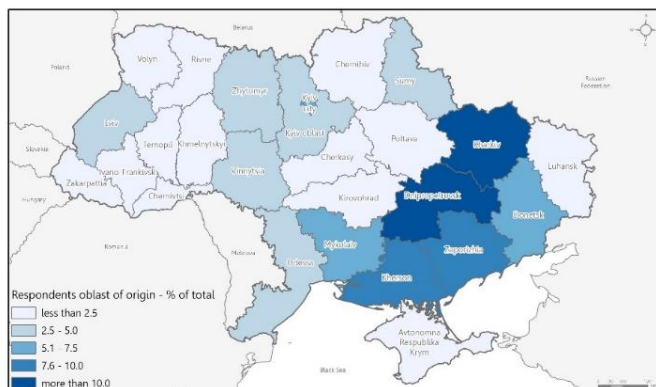 Belarus
Poland
Volyn
Rivne
Chernihiv
Sumy
Zhytomyr
Kyiv
city
Russian
Federation
Lviv
Kyiv oblast
Kharkiv
Poltava
Ternopil
Khmelnytskyi
Cherkasy
Luhansk
Slovakia
Vinnytsya
Ivano-Frankivsk
Zakarpattia
Chernivtsi
Kirovohrad
Dnipropetrovsk
Donetsk
Hungary
Romania
Moldova
Mykolaiv
Zaporizhia
Odessa
Kherson
Respondents oblast of origin - % of total
less than 2.5
2.5 - 5.0
5.1 - 7.5
7.6 - 10.0
more than 10.0
Avtonomna
Respublika
Krym
Black Sea